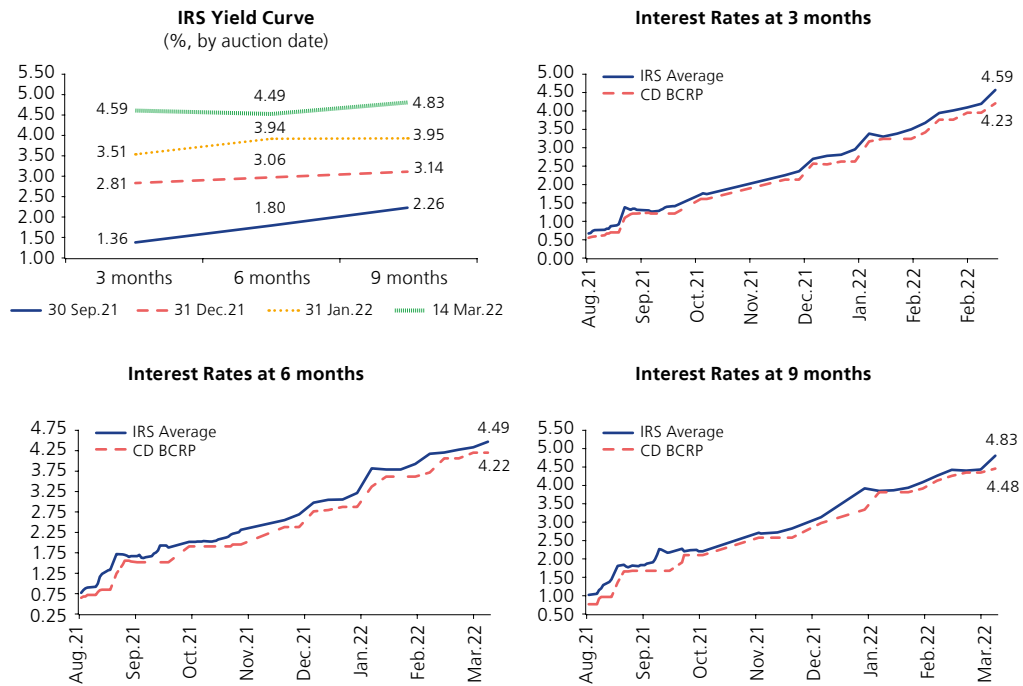 IRS Yield Curve
(%, by auction date)
5.50
5.00
4.50
4.00
3.50
3.00
2.50
2.00
1.50
1.00
4.59
4.49
4.83
3.51
3.94
3.95
2.81
3.06
3.14
1.36
1.80
2.26
3 months 6 months 9 months
30 Sep.21 31 Dec.21 31 Jan.22 14 Mar.22
Interest Rates at 3 months
IRS Average
CD BCRP
5.00
4.50
4.00
3.50
3.00
2.50
2.00
1.50
1.00
0.50
0.00
4.59
4.23
Aug.21
Sep.21
Oct.21
Nov.21
Dec.21
Jan.22
Feb.22
Feb.22
Interest Rates at 6 months
IRS Average
CD BCRP
4.75
4.25
3.75
3.25
2.75
2.25
1.75
1.25
0.75
0.25
4.49
4.22
Aug.21
Sep.21
Oct.21
Nov.21
Dec.21
Jan.22
Feb.22
Mar.22
Interest Rates at 9 months
IRS Average
CD BCRP
5.50
5.00
4.50
4.00
3.50
3.00
2.50
2.00
1.50
1.00
0.50
4.83
4.48
Aug.21
Sep.21
Oct.21
Nov.21
Dec.21
Jan.22
Feb.22
Mar.22